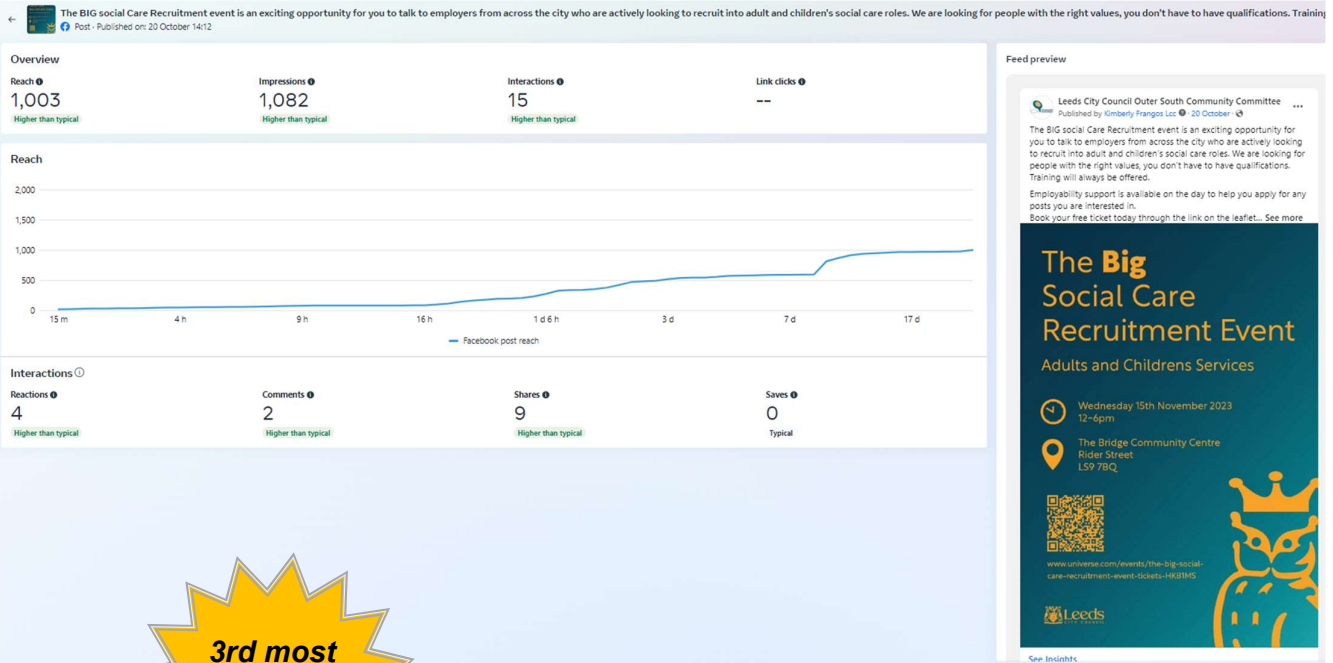 The BIG social Care Recruitment event is an exciting opportunity for you to talk to employers from across the city who are actively looking to recruit into adult and children's social care roles. We are looking for people with the right values, you don't have to have qualifications. Training
Post - Published on: 20 October 14:12
Overview
Reach
1,003
Higher than typical
Impressions
1,082
Higher than typical
Interactions
15
Higher than typical
Link clicks
--
Reach
2,000
1,500
1,000
500
0
15 m 4 h 9 h 16 h 1 d 6 h 3 d 7 d 17 d
Facebook post reach
Interactions
Reactions
4
Higher than typical
Comments
2
Higher than typical
Shares
9
Higher than typical
Saves
0
Typical
3rd most
Feed preview
Leeds City Council Outer South Community Committee
Published by Kimberly Frangos Lcc · 20 October ·
The BIG social Care Recruitment event is an exciting opportunity for
you to talk to employers from across the city who are actively looking
to recruit into adult and children's social care roles. We are looking for
people with the right values, you don't have to have qualifications.
Training will always be offered.
Employability support is available on the day to help you apply for any
posts you are interested in.
Book your free ticket today through the link on the leaflet... See more
The Big
Social Care
Recruitment Event
Adults and Childrens Services
Wednesday 15th November 2023
12-6pm
The Bridge Community Centre
Rider Street
LS9 7BQ
www.universe.com/events/the-big-social-
care-recruitment-event-tickets-HKB1MS
Leeds
CITY COUNCIL
See Insights